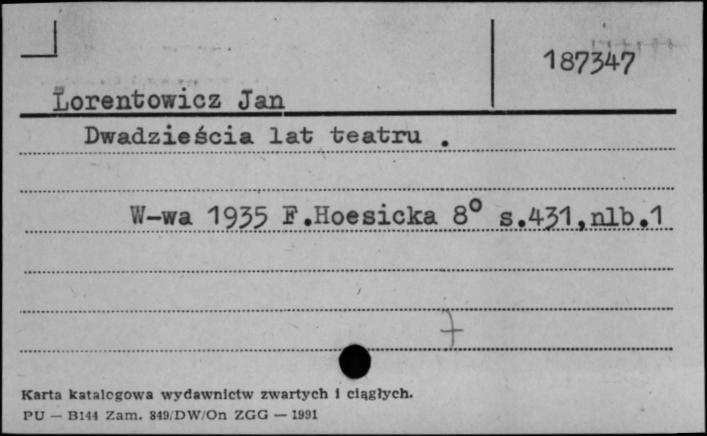 187347
Lorentowicz Jan
Dwadzieścia lat teatru .
W-wa 1935 F.Hoesicka 8° s.431,nlb.1
Karta katalogowa wydawnictw zwartych i ciągłych.
PU — B144 Zam. 849/DW/On ZGG — 1991